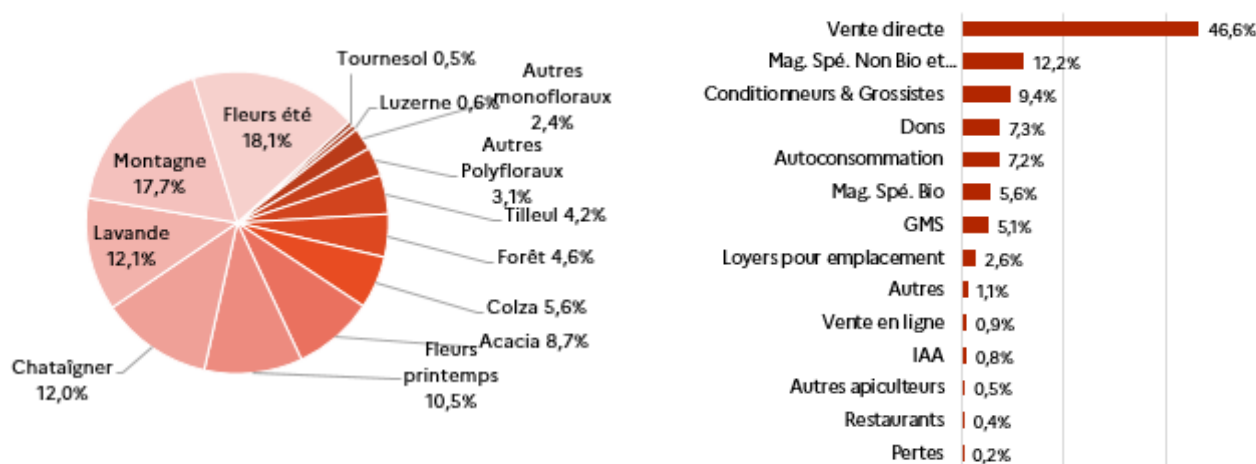 Tournesol 0,5%
Luzerne 0,6%
Autres
monofloraux
2,4%
Autres
Polyfloraux
3,1%
Tilleul 4,2%
Forêt 4,6%
Colza 5,6%
Acacia 8,7%
Fleurs
printemps
10,5%
Chataîgner
12,0%
Lavande
12,1%
Montagne
17,7%
Fleurs été
18,1%
Vente directe 46,6%
Mag. Spé. Non Bio et... 12,2%
Conditionneurs & Grossistes 9,4%
Dons 7,3%
Autoconsommation 7,2%
Mag. Spé. Bio 5,6%
GMS 5,1%
Loyers pour emplacement 2,6%
Autres 1,1%
Vente en ligne 0,9%
IAA 0,8%
Autres apiculteurs 0,5%
Restaurants 0,4%
Pertes 0,2%